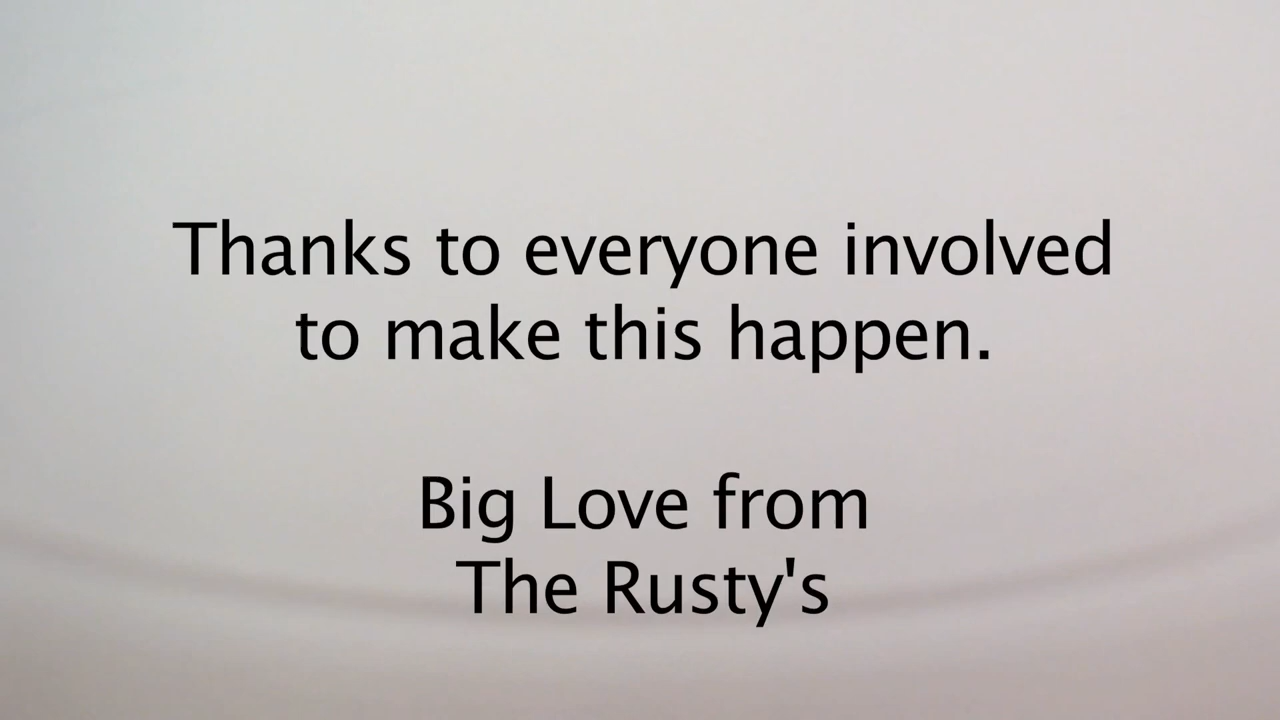 Thanks to everyone involved
to make this happen.
Big Love from
The Rusty's